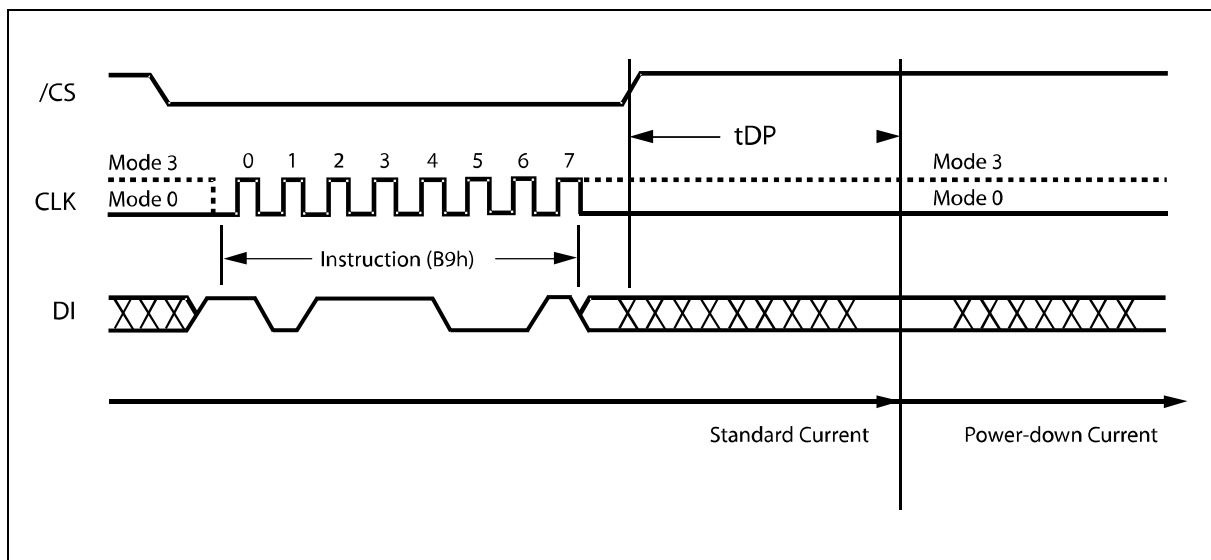 /CS
tDP
Mode 3
0 1 2 3 4 5 6 7
Mode 3
CLK
Mode 0
Mode 0
Instruction (B9h)
DI
Standard Current
Power-down Current